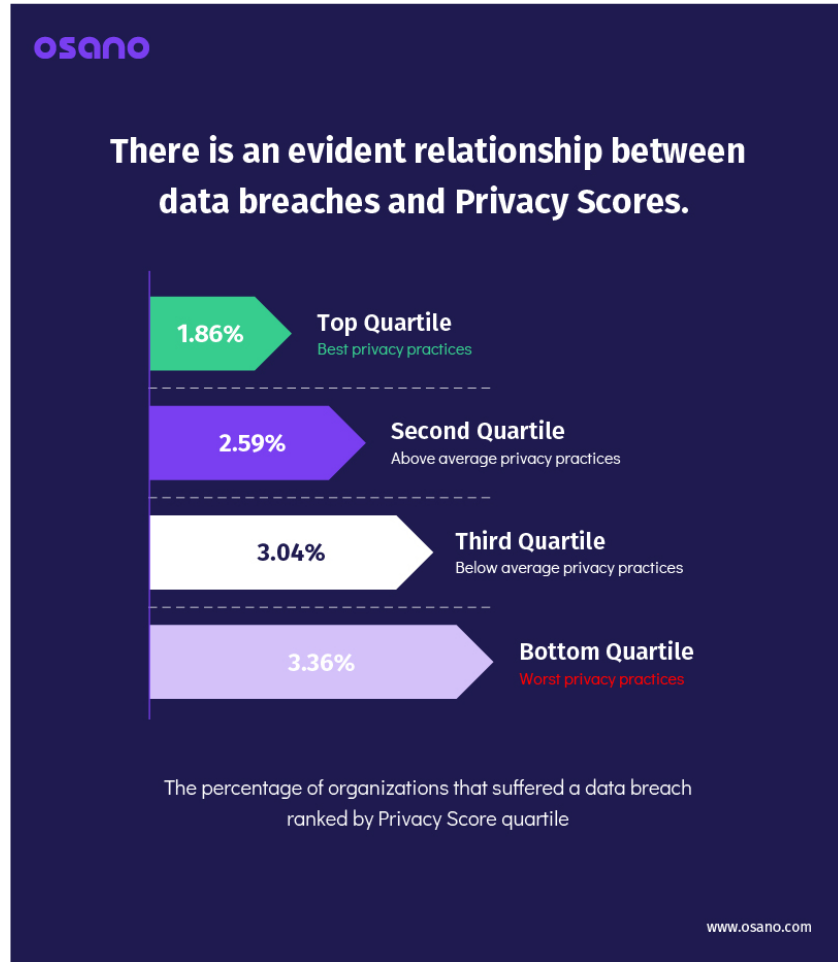 osano
There is an evident relationship between
data breaches and Privacy Scores.
1.86%
Top Quartile
Best privacy practices
2.59%
Second Quartile
Above average privacy practices
3.04%
Third Quartile
Below average privacy practices
3.36%
Bottom Quartile
Worst privacy practices
The percentage of organizations that suffered a data breach
ranked by Privacy Score quartile
www.osano.com